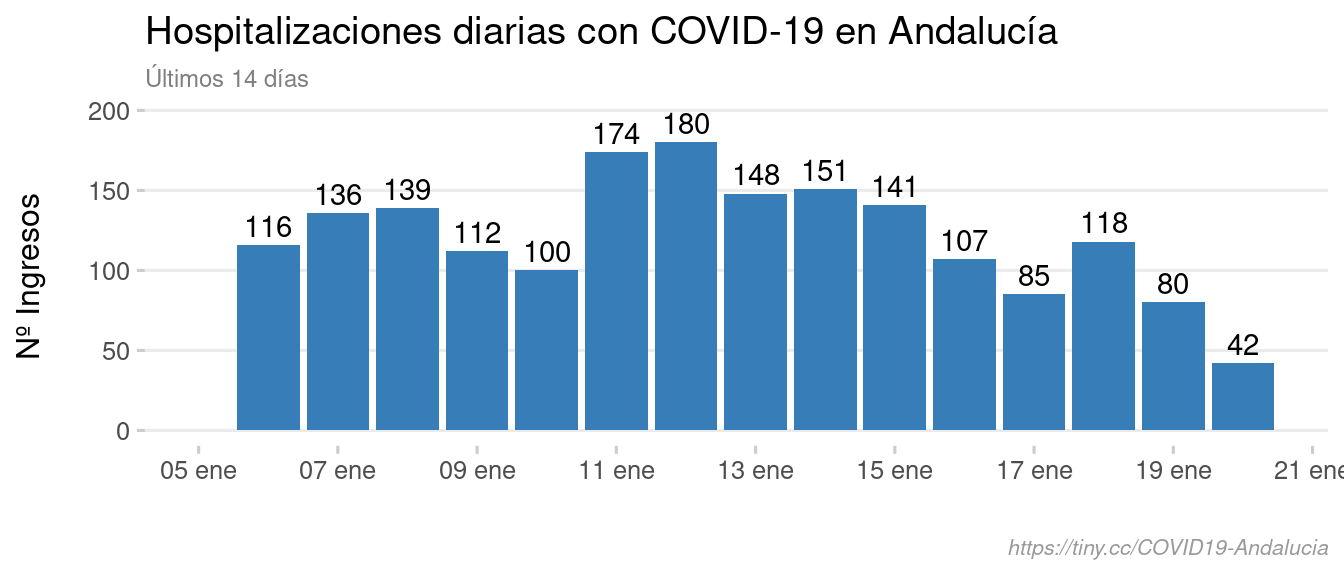 Hospitalizaciones diarias con COVID-19 en Andalucía
Últimos 14 días
Nº Ingresos
200
150
100
50
0
116 136 139 112 100 174 180 148 151 141 107 85 118 80 42
05 ene 07 ene 09 ene 11 ene 13 ene 15 ene 17 ene 19 ene 21 ene
https://tiny.cc/COVID19-Andalucia